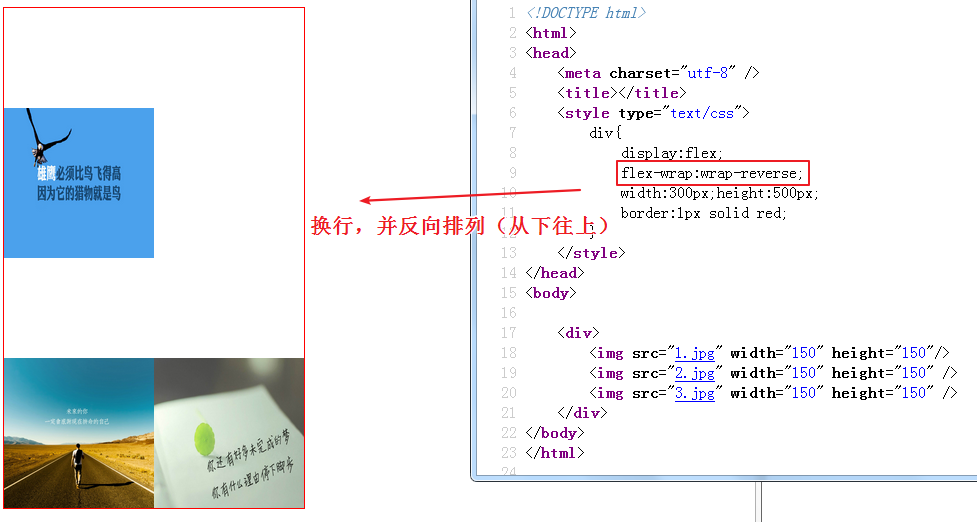 雄鹰必须比鸟飞得高
因为它的猎物就是鸟
未来的你
一定会感谢现在拼命的自己
你还有好多未完成的梦
你有什么理由停下脚步
换行，并反向排列（从下往上）
1 <!DOCTYPE html>
2 <html>
3 <head>
4 <meta charset="utf-8" />
5 <title></title>
6 <style type="text/css">
7 div{
8 display:flex;
9 flex-wrap:wrap-reverse;
10 width:300px;height:500px;
11 border:1px solid red;
12 }
13 </style>
14 </head>
15 <body>
16
17 <div>
18 <img src="1.jpg" width="150" height="150"/>
19 <img src="2.jpg" width="150" height="150" />
20 <img src="3.jpg" width="150" height="150" />
21 </div>
22 </body>
23 </html>
24